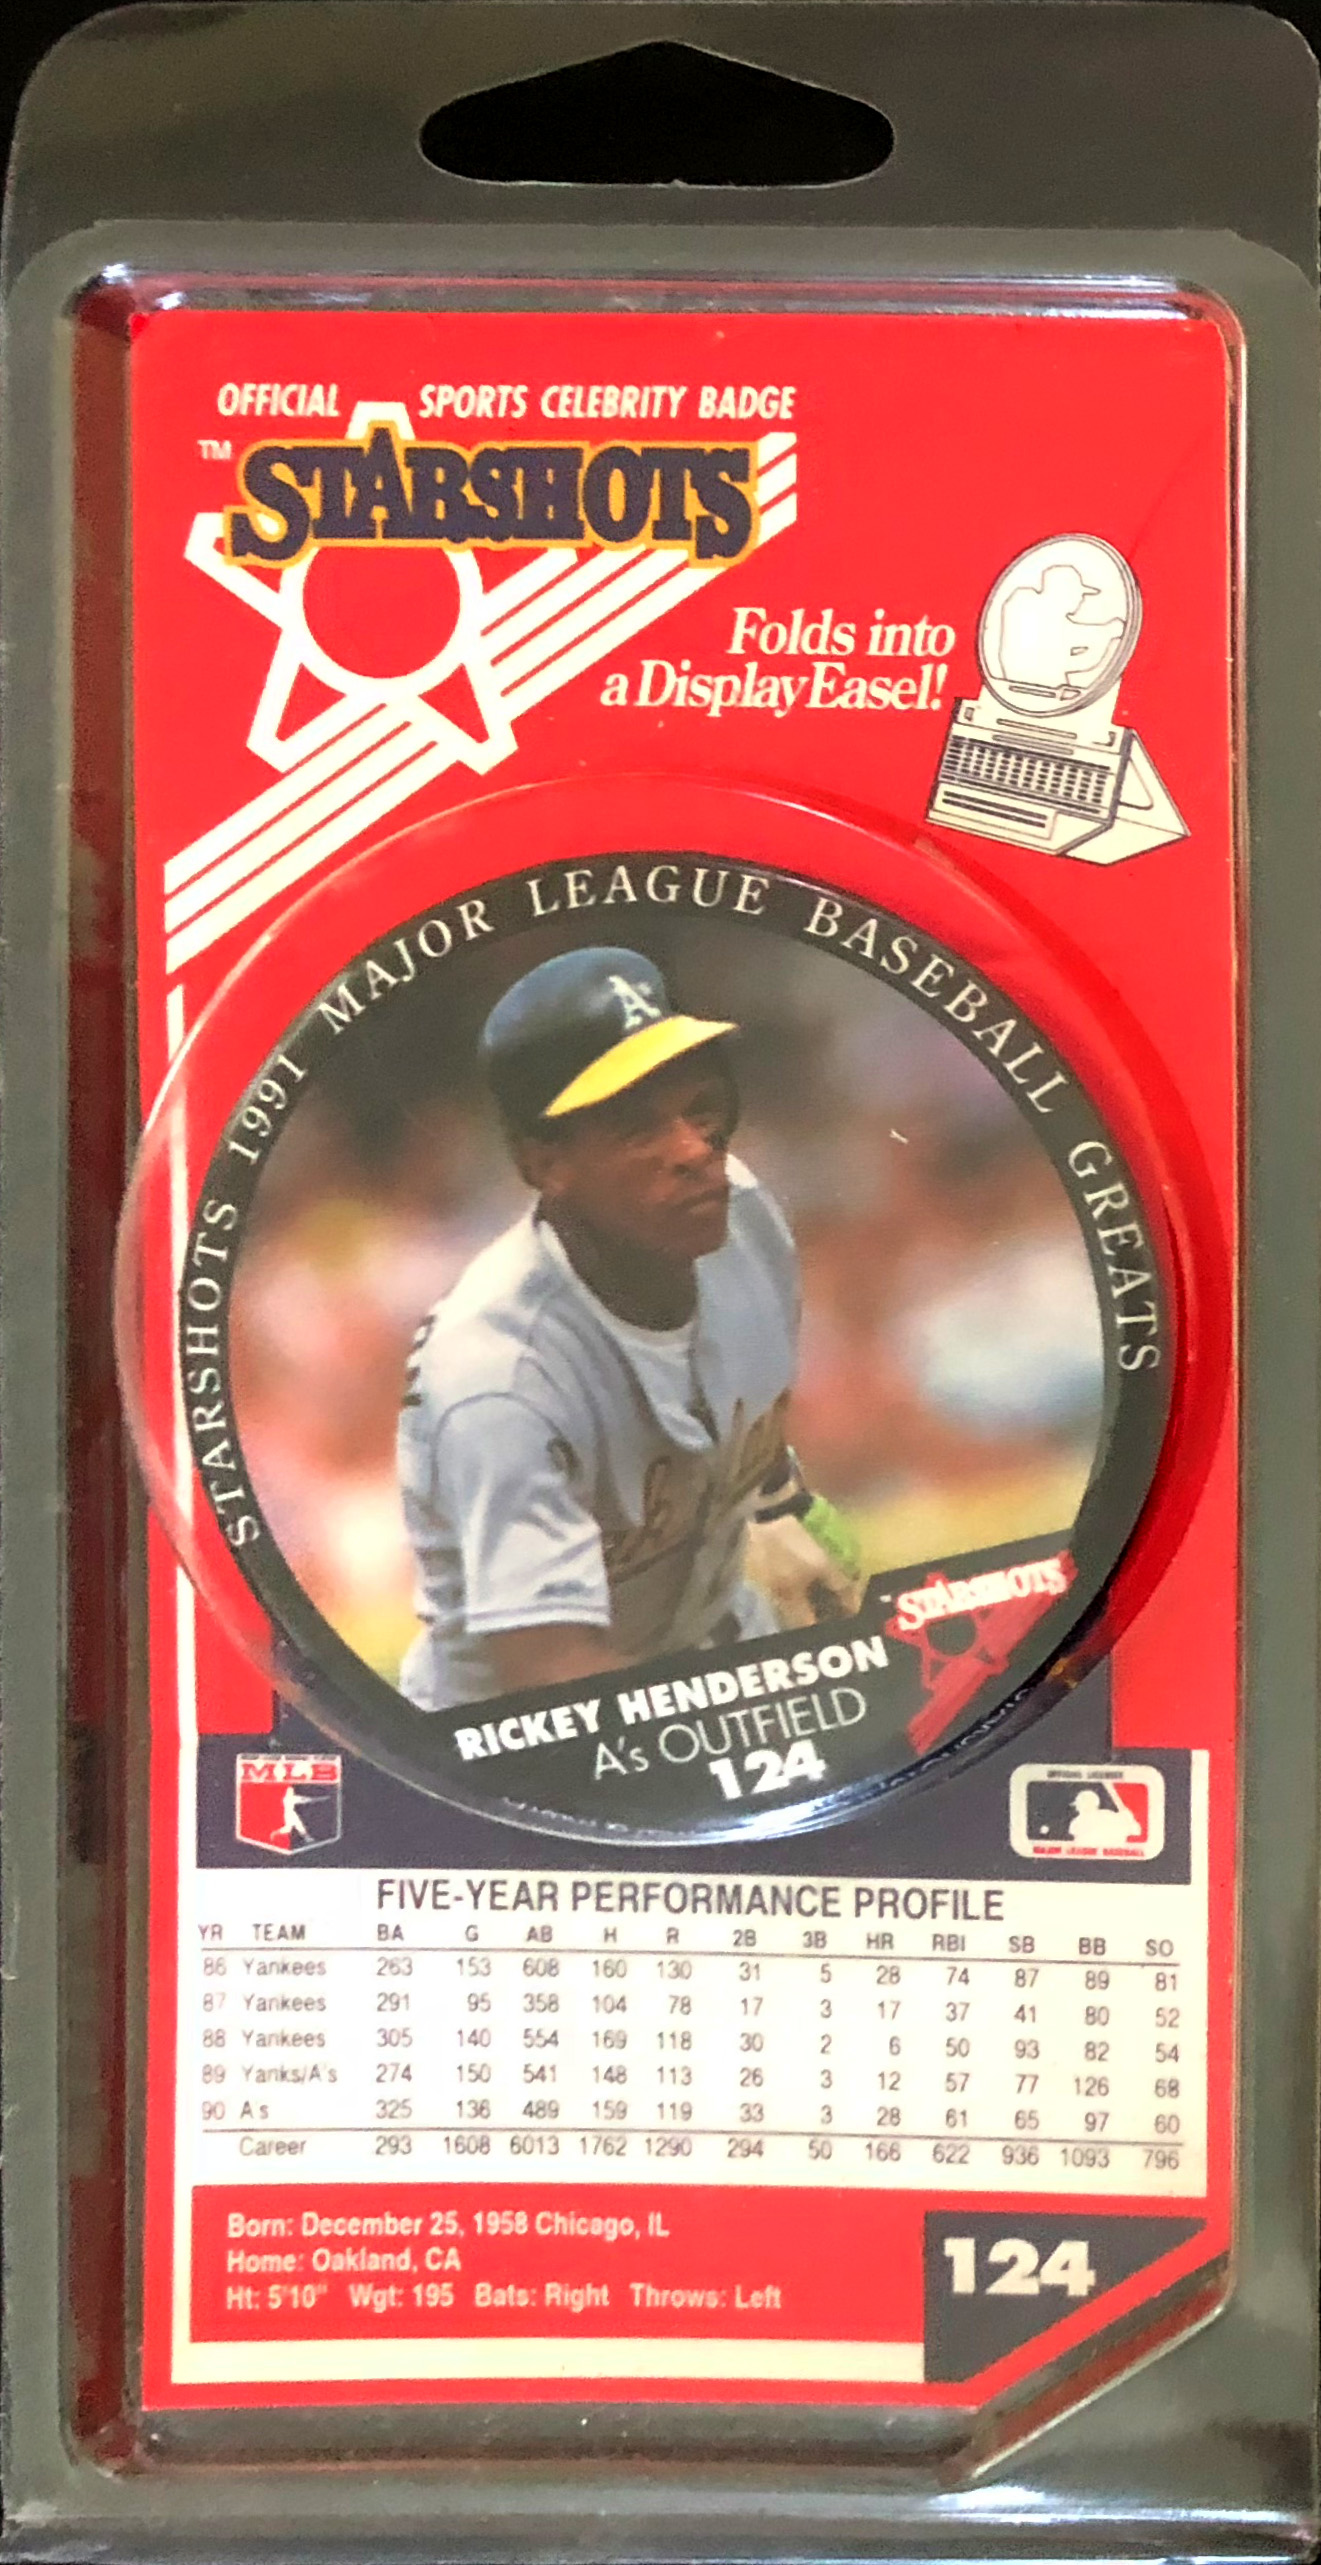 OFFICIAL SPORTS CELEBRITY BADGE
™ STARSHOTS
Folds into
a Display Easel!
STARSHOTS 1991 MAJOR LEAGUE BASEBALL GREATS
A's
™ STARSHOTS
RICKEY HENDERSON
A's OUTFIELD
124
MLB
OFFICIAL LICENSEE
MAJOR LEAGUE BASEBALL
FIVE-YEAR PERFORMANCE PROFILE
YR TEAM BA G AB H R 2B 3B HR RBI SB BB SO
86 Yankees 263 153 608 160 130 31 5 28 74 87 89 81
87 Yankees 291 95 358 104 78 17 3 17 37 41 80 52
88 Yankees 305 140 554 169 118 30 2 6 50 93 82 54
89 Yanks/A's 274 150 541 148 113 26 3 12 57 77 126 68
90 A's 325 136 489 159 119 33 3 28 61 65 97 60
Career 293 1608 6013 1762 1290 294 50 166 622 936 1093 796
Born: December 25, 1958 Chicago, IL
Home: Oakland, CA
Ht: 5'10" Wgt: 195 Bats: Right Throws: Left
124